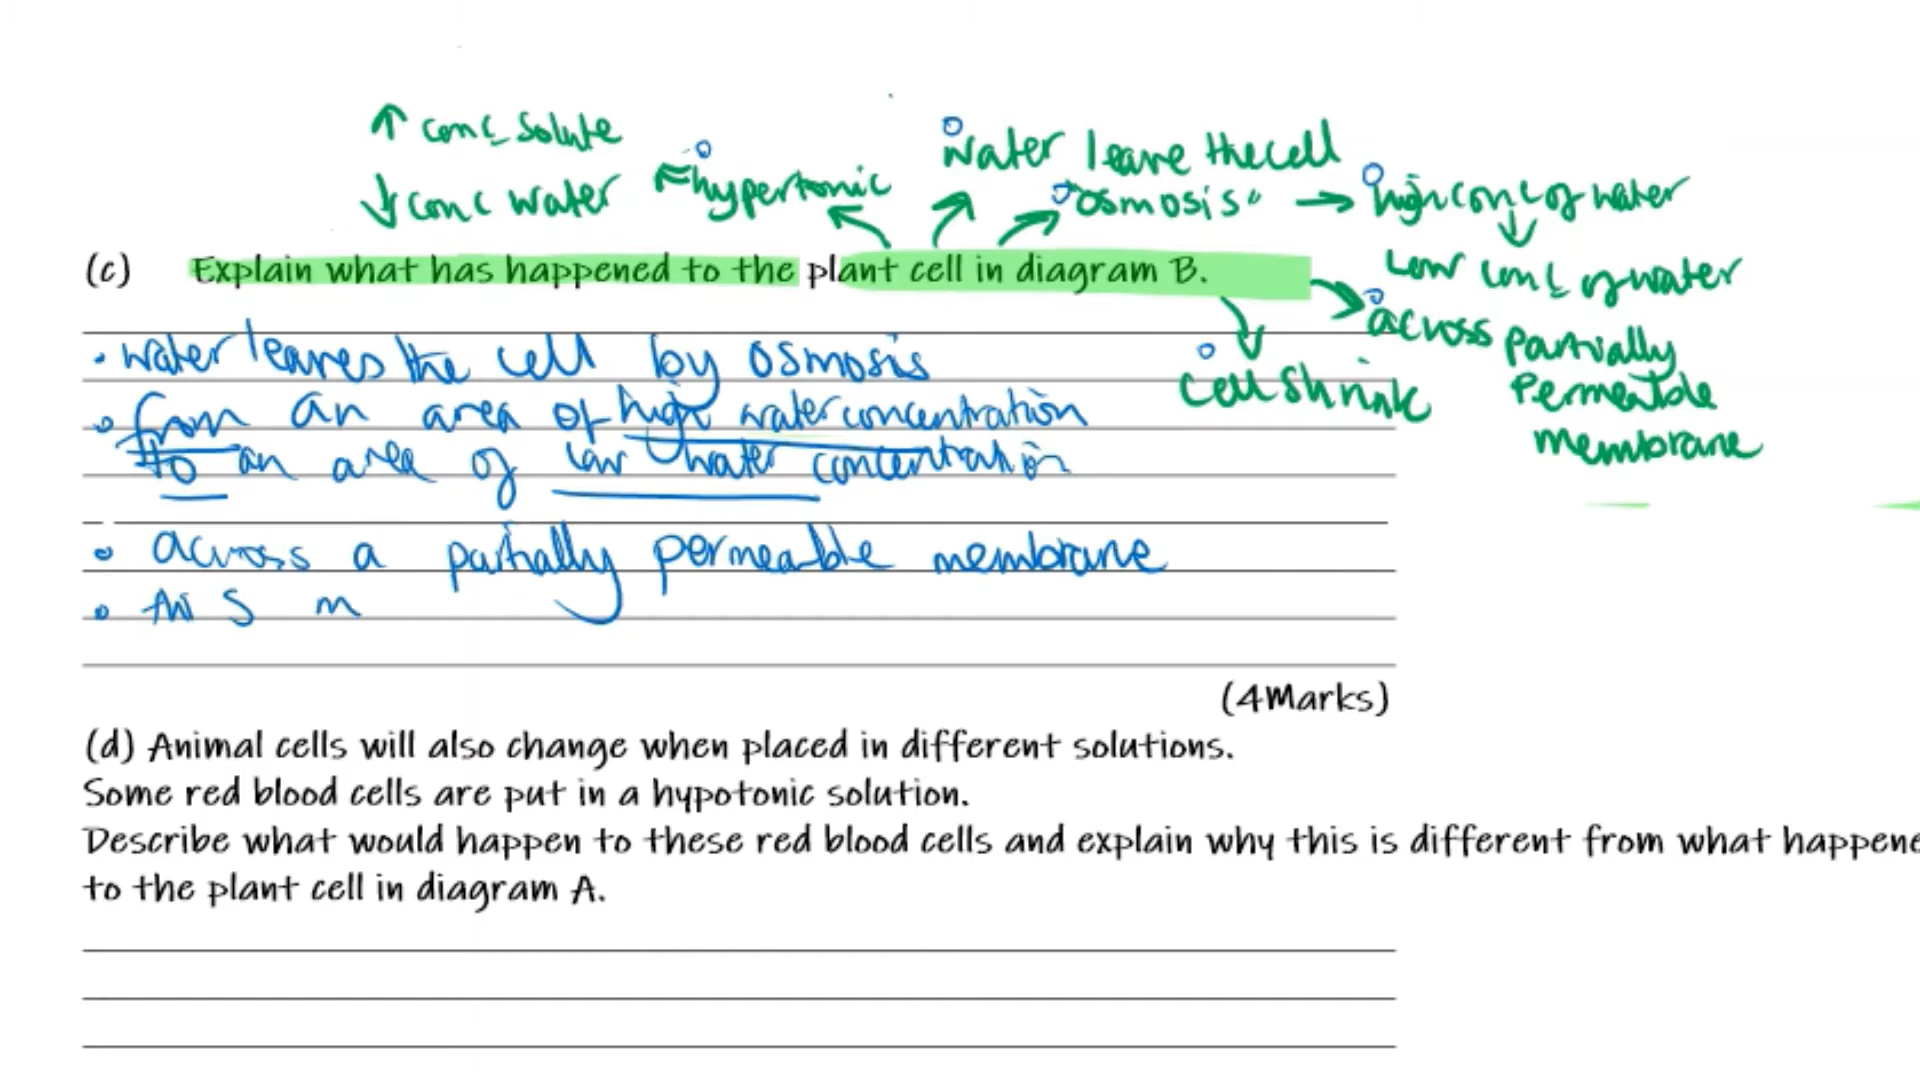 ↑ conc solute
↓ conc water
hypertonic
water leave the cell
"osmosis" → high conc of water
↓
Low conc of water
across partially
permeable
membrane
cell shrink
(c) Explain what has happened to the plant cell in diagram B.
• water leaves the cell by osmosis
• from an area of high water concentration
to an area of low water concentration
• across a partially permeable membrane
• this m
(4Marks)
(d) Animal cells will also change when placed in different solutions.
Some red blood cells are put in a hypotonic solution.
Describe what would happen to these red blood cells and explain why this is different from what happene
to the plant cell in diagram A.